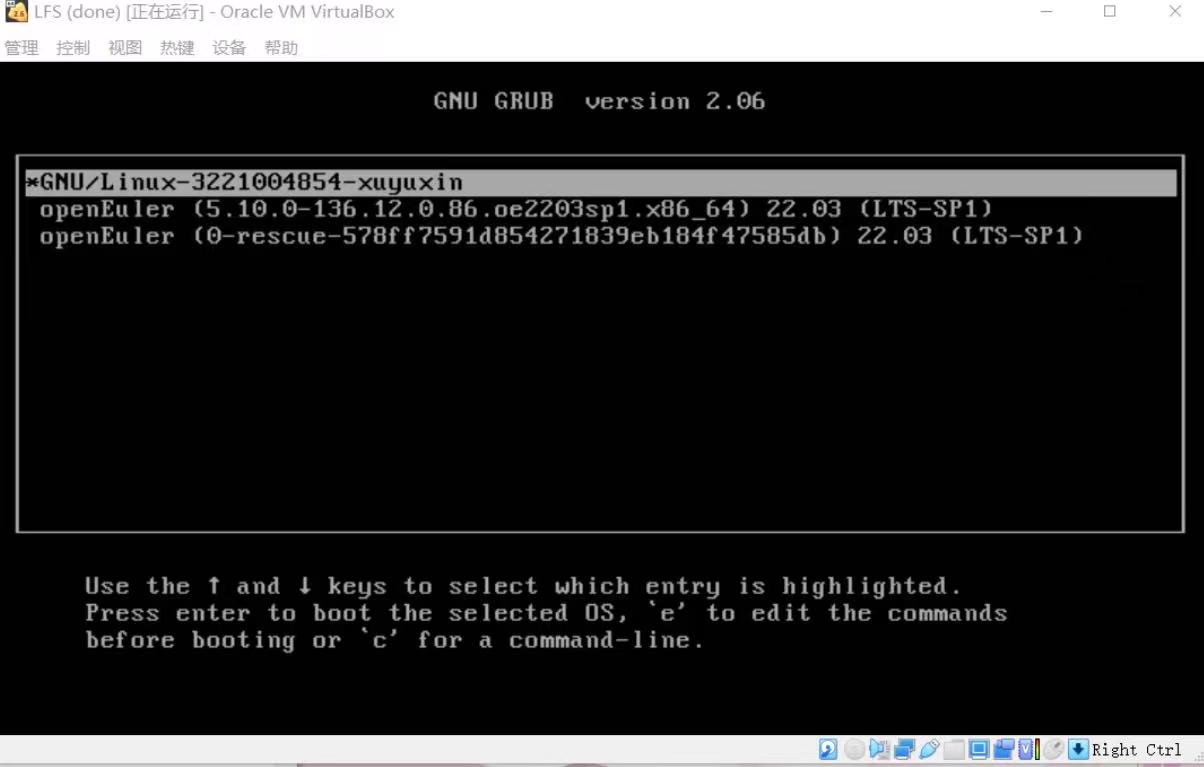 LFS (done) [正在运行] - Oracle VM VirtualBox
管理 控制 视图 热键 设备 帮助
GNU GRUB version 2.06
*GNU/Linux-3221004854-xuyuxin
openEuler (5.10.0-136.12.0.86.oe2203sp1.x86_64) 22.03 (LTS-SP1)
openEuler (0-rescue-578ff7591d854271839eb184f47585db) 22.03 (LTS-SP1)
Use the ↑ and ↓ keys to select which entry is highlighted.
Press enter to boot the selected OS, `e' to edit the commands
before booting or `c' for a command-line.
Right Ctrl